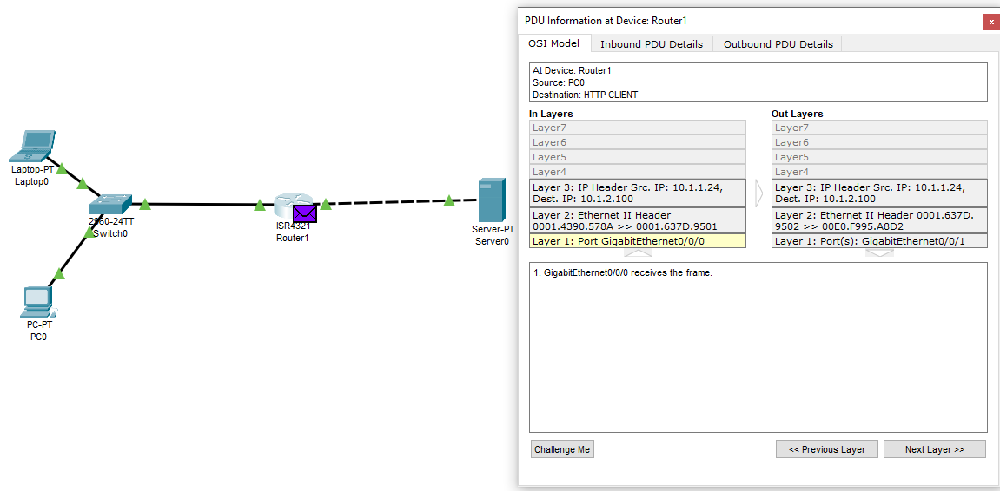 PDU Information at Device: Router1
x
OSI Model
Inbound PDU Details
Outbound PDU Details
At Device: Router1
Source: PC0
Destination: HTTP CLIENT
In Layers
Layer7
Layer6
Layer5
Layer4
Layer 3: IP Header Src. IP: 10.1.1.24,
Dest. IP: 10.1.2.100
Layer 2: Ethernet II Header
0001.4390.578A >> 0001.637D.9501
Layer 1: Port GigabitEthernet0/0/0
Out Layers
Layer7
Layer6
Layer5
Layer4
Layer 3: IP Header Src. IP: 10.1.1.24,
Dest. IP: 10.1.2.100
Layer 2: Ethernet II Header 0001.637D.
9502 >> 00E0.F995.A8D2
Layer 1: Port(s): GigabitEthernet0/0/1
1. GigabitEthernet0/0/0 receives the frame.
Challenge Me
<< Previous Layer
Next Layer >>
Laptop-PT
Laptop0
2960-24TT
Switch0
ISR4321
Router1
Server-PT
Server0
PC-PT
PC0